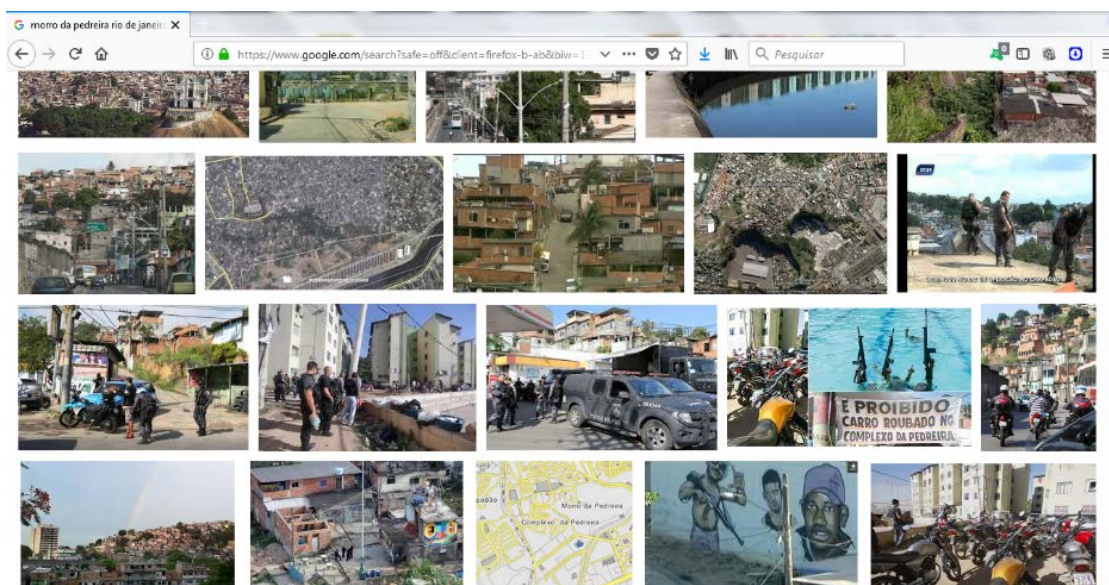 morro da pedreira rio de janeir
https://www.google.com/search?safe=off&client=firefox-b-ab&biw=1
Pesquisar
0
É PROIBIDO
CARRO ROUBADO NO
COMPLEXO DA PEDREIRA
Morro da Pedreira
Complexo da Pedreira